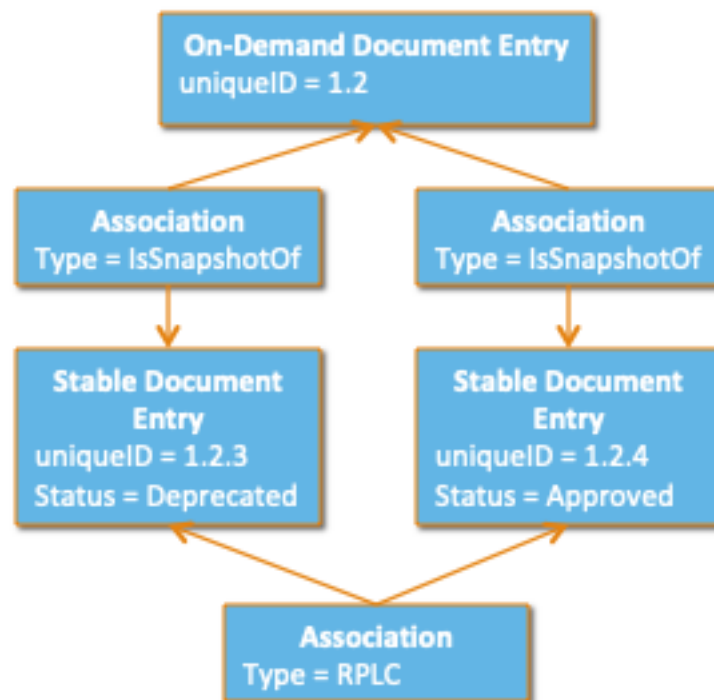 On-Demand Document Entry
uniqueID = 1.2
Association
Type = IsSnapshotOf
Association
Type = IsSnapshotOf
Stable Document
Entry
uniqueID = 1.2.3
Status = Deprecated
Stable Document
Entry
uniqueID = 1.2.4
Status = Approved
Association
Type = RPLC